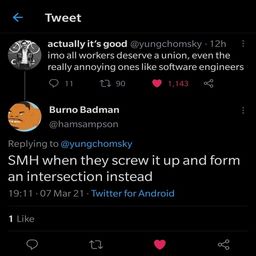 Tweet
actually it's good @yungchomsky · 12h
imo all workers deserve a union, even the
really annoying ones like software engineers
11 90 1,143
Burno Badman
@hamsampson
Replying to @yungchomsky
SMH when they screw it up and form
an intersection instead
19:11 · 07 Mar 21 · Twitter for Android
1 Like